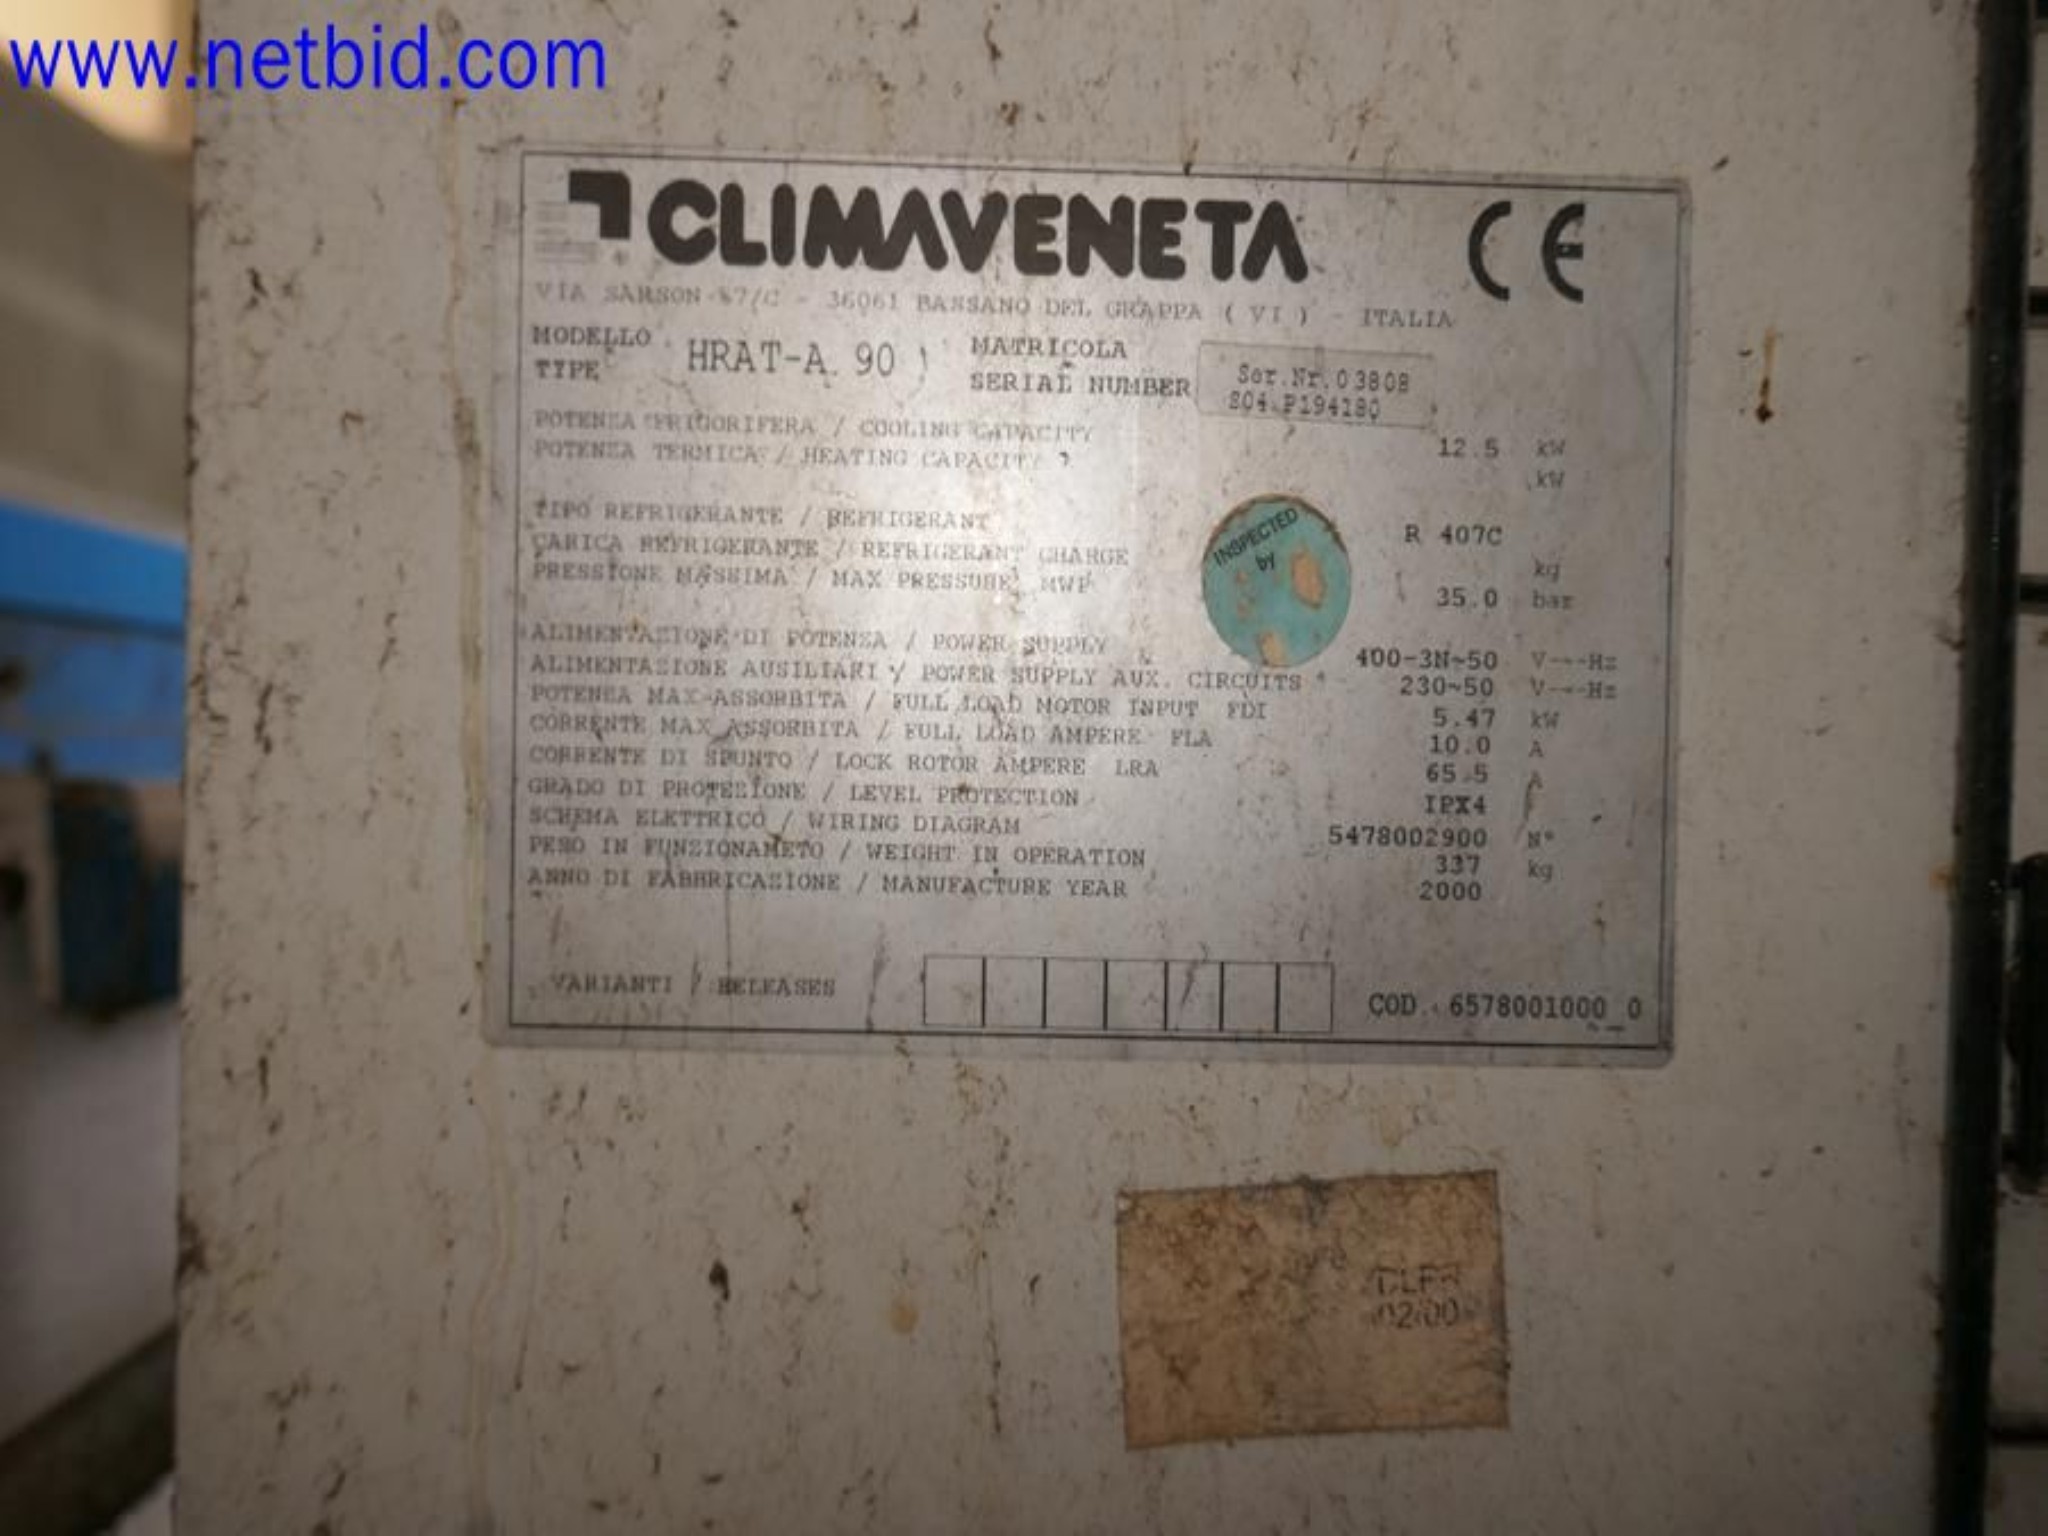 www.netbid.com
CLIMAVENETA CE
VIA SARSON 67/C - 36061 BASSANO DEL GRAPPA ( VI ) - ITALIA
MODELLO
TYPE HRAT-A 90
MATRICOLA
SERIAL NUMBER
Ser.Nr.03808
S04.P194180
POTENZA FRIGORIFERA / COOLING CAPACITY 12.5 kW
POTENZA TERMICA / HEATING CAPACITY kW
TIPO REFRIGERANTE / REFRIGERANT R 407C
CARICA REFRIGERANTE / REFRIGERANT CHARGE kg
PRESSIONE MASSIMA / MAX PRESSURE MWP 35.0 bar
INSPECTED
by
ALIMENTAZIONE DI POTENZA / POWER SUPPLY 400-3N~50 V---Hz
ALIMENTAZIONE AUSILIARI / POWER SUPPLY AUX. CIRCUITS 230~50 V---Hz
POTENZA MAX ASSORBITA / FULL LOAD MOTOR INPUT FDI 5.47 kW
CORRENTE MAX ASSORBITA / FULL LOAD AMPERE FLA 10.0 A
CORRENTE DI SPUNTO / LOCK ROTOR AMPERE LRA 65.5 A
GRADO DI PROTEZIONE / LEVEL PROTECTION IPX4
SCHEMA ELETTRICO / WIRING DIAGRAM 5478002900 N°
PESO IN FUNZIONAMETO / WEIGHT IN OPERATION 337 kg
ANNO DI FABBRICAZIONE / MANUFACTURE YEAR 2000
VARIANTI / RELEASES COD. 6578001000_0
02/00